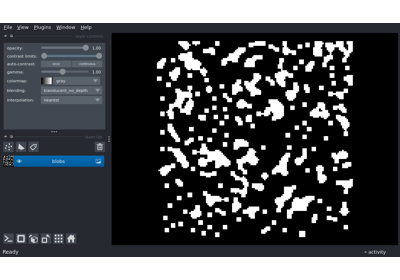 File View Plugins Window Help
opacity: 1.00
contrast limits:
auto-contrast: once continuous
gamma: 1.00
colormap: gray
blending: translucent_no_depth
interpolation: nearest
blobs
Ready
activity